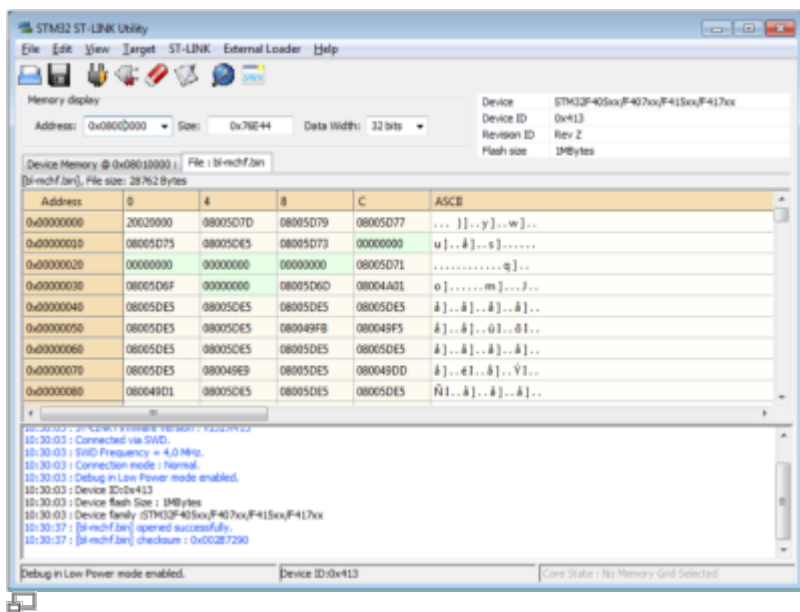 STM32 ST-LINK Utility
File Edit View Target ST-LINK External Loader Help
Memory display
Address: 0x08000000 Size: 0x76E44 Data Width: 32 bits
Device STM32F405xx/F407xx/F415xx/F417xx
Device ID 0x413
Revision ID Rev Z
Flash size 1MBytes
Device Memory @ 0x08010000 : File : bl-mchf.bin
[bl-mchf.bin], File size: 28762 Bytes
Address 0 4 8 C ASCII
0x00000000 20020000 08005D7D 08005D79 08005D77 ... }]..y]..w]..
0x00000010 08005D75 08005DE5 08005D73 00000000 u]..å]..s]......
0x00000020 00000000 00000000 00000000 08005D71 ............q]..
0x00000030 08005D6F 00000000 08005D6D 08004A01 o]......m]...J..
0x00000040 08005DE5 08005DE5 08005DE5 08005DE5 å]..å]..å]..å]..
0x00000050 08005DE5 08005DE5 080049FB 080049F5 å]..å]..ûI..õI..
0x00000060 08005DE5 08005DE5 08005DE5 08005DE5 å]..å]..å]..å]..
0x00000070 08005DE5 080049E9 08005DE5 080049DD å]..éI..å]..ÝI..
0x00000080 080049D1 08005DE5 08005DE5 08005DE5 ÑI..å]..å]..å]..
10:30:03 : Connected via SWD.
10:30:03 : SWD Frequency = 4,0 MHz.
10:30:03 : Connection mode : Normal.
10:30:03 : Debug in Low Power mode enabled.
10:30:03 : Device ID:0x413
10:30:03 : Device flash Size : 1MBytes
10:30:03 : Device family :STM32F405xx/F407xx/F415xx/F417xx
10:30:37 : [bl-mchf.bin] opened successfully.
10:30:37 : [bl-mchf.bin] checksum : 0x002B7290
Debug in Low Power mode enabled. Device ID:0x413 Core State : No Memory Grid Selected